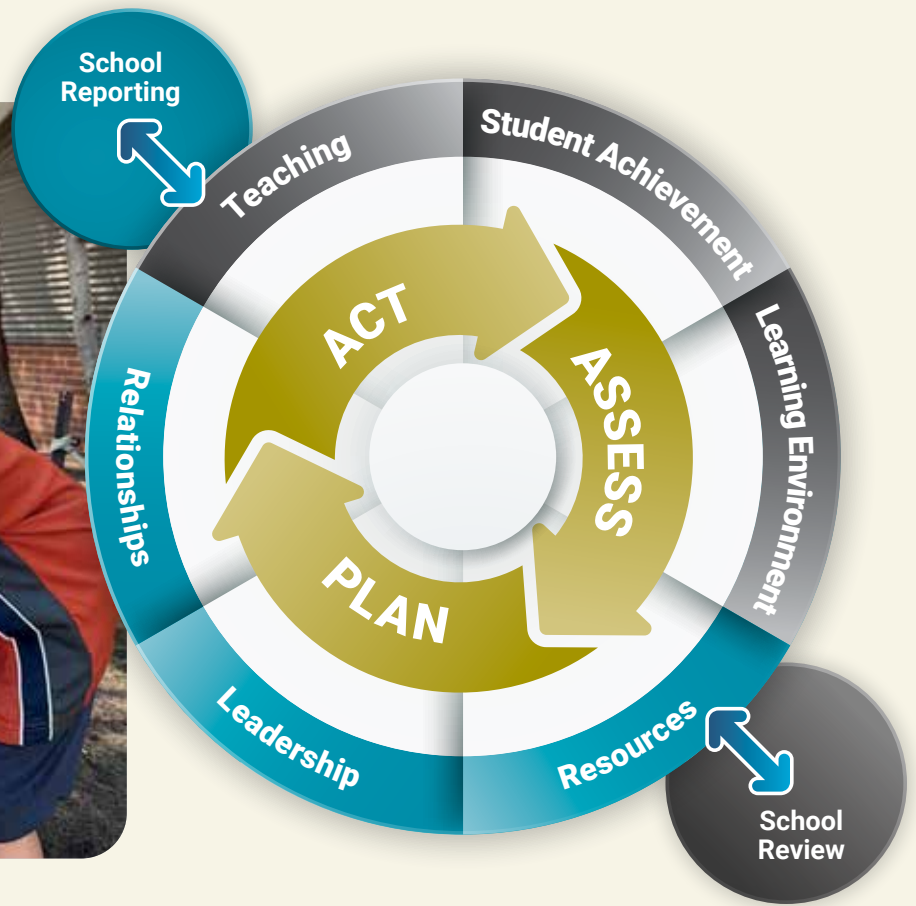 School
Reporting
Teaching
Student Achievement
Learning Environment
Resources
Leadership
Relationships
ACT
ASSESS
PLAN
School
Review